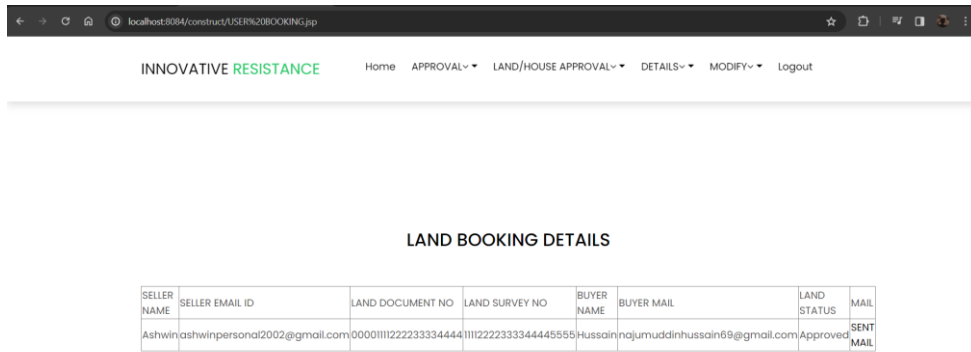 localhost:8084/construct/USER%20BOOKING.jsp
INNOVATIVE RESISTANCE Home APPROVAL LAND/HOUSE APPROVAL DETAILS MODIFY Logout
LAND BOOKING DETAILS
SELLER NAME SELLER EMAIL ID LAND DOCUMENT NO LAND SURVEY NO BUYER NAME BUYER MAIL LAND STATUS MAIL
Ashwin ashwinpersonal2002@gmail.com 00001111222233334444 11112222333344445555 Hussain najumuddinhussain69@gmail.com Approved SENT MAIL